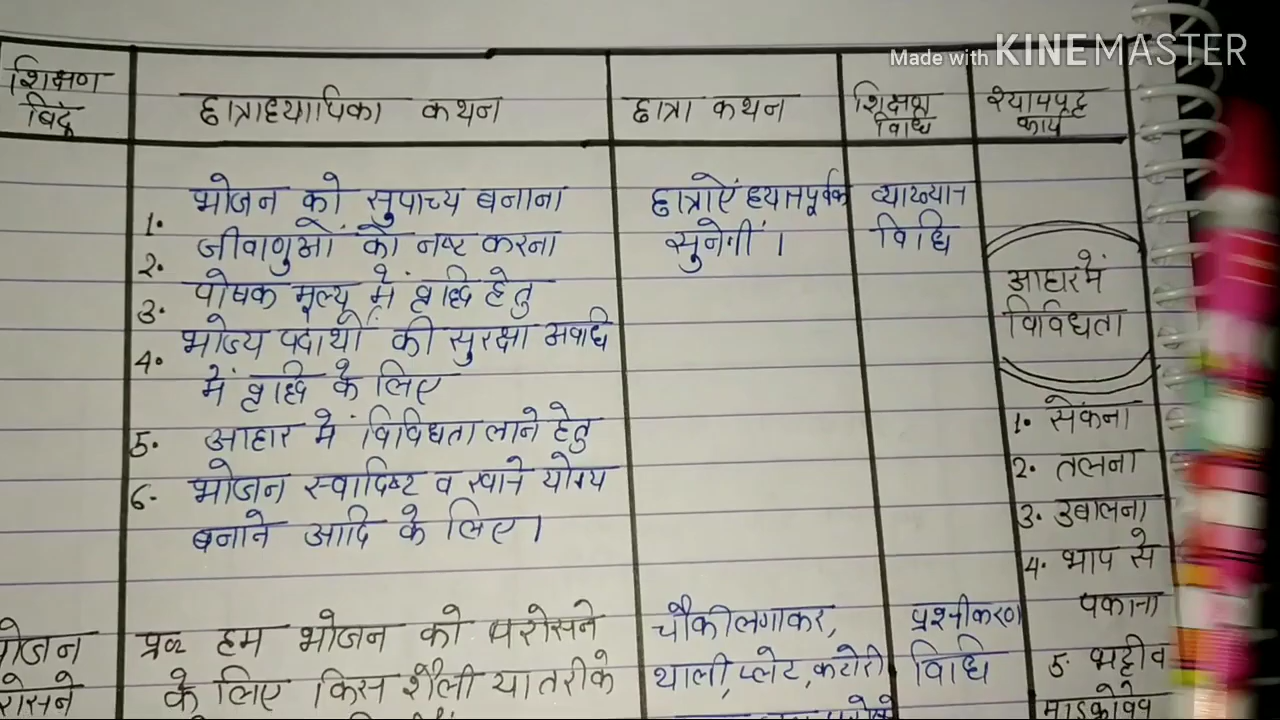 Made with KINEMASTER
शिक्षण
बिंदु
छात्राध्यापिका कथन
छात्रा कथन
शिक्षण
विधि
श्यामपट्ट
कार्य
1. भोजन को सुपाच्य बनाना
2. जीवाणुओं को नष्ट करना
3. पोषक मूल्य में वृद्धि हेतु
4. भोज्य पदार्थों की सुरक्षा अवधि
में वृद्धि के लिए
5. आहार में विविधता लाने हेतु
6. भोजन स्वादिष्ट व खाने योग्य
बनाने आदि के लिए।
छात्राऐं ध्यानपूर्वक
सुनेगीं।
व्याख्यान
विधि
आहार में
विविधता
1. सेंकना
2. तलना
3. उबालना
4. भाप से
पकाना
5. भट्टी व
प्र० हम भोजन को परोसने
के लिए किस शैली या तरीके
चौकी लगाकर,
थाली, प्लेट, कटोरी
प्रश्नीकरण
विधि